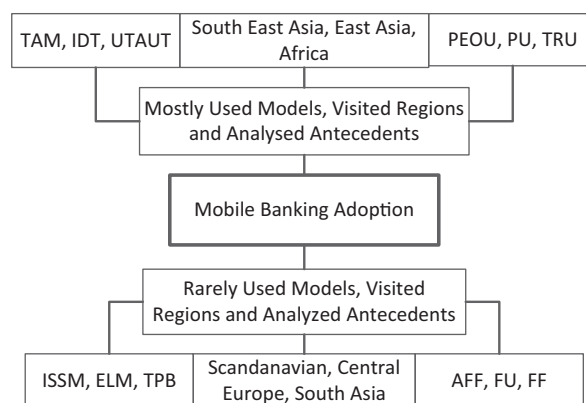 TAM, IDT, UTAUT
South East Asia, East Asia,
Africa
PEOU, PU, TRU
Mostly Used Models, Visited Regions
and Analysed Antecedents
Mobile Banking Adoption
Rarely Used Models, Visited
Regions and Analyzed Antecedents
ISSM, ELM, TPB
Scandanavian, Central
Europe, South Asia
AFF, FU, FF